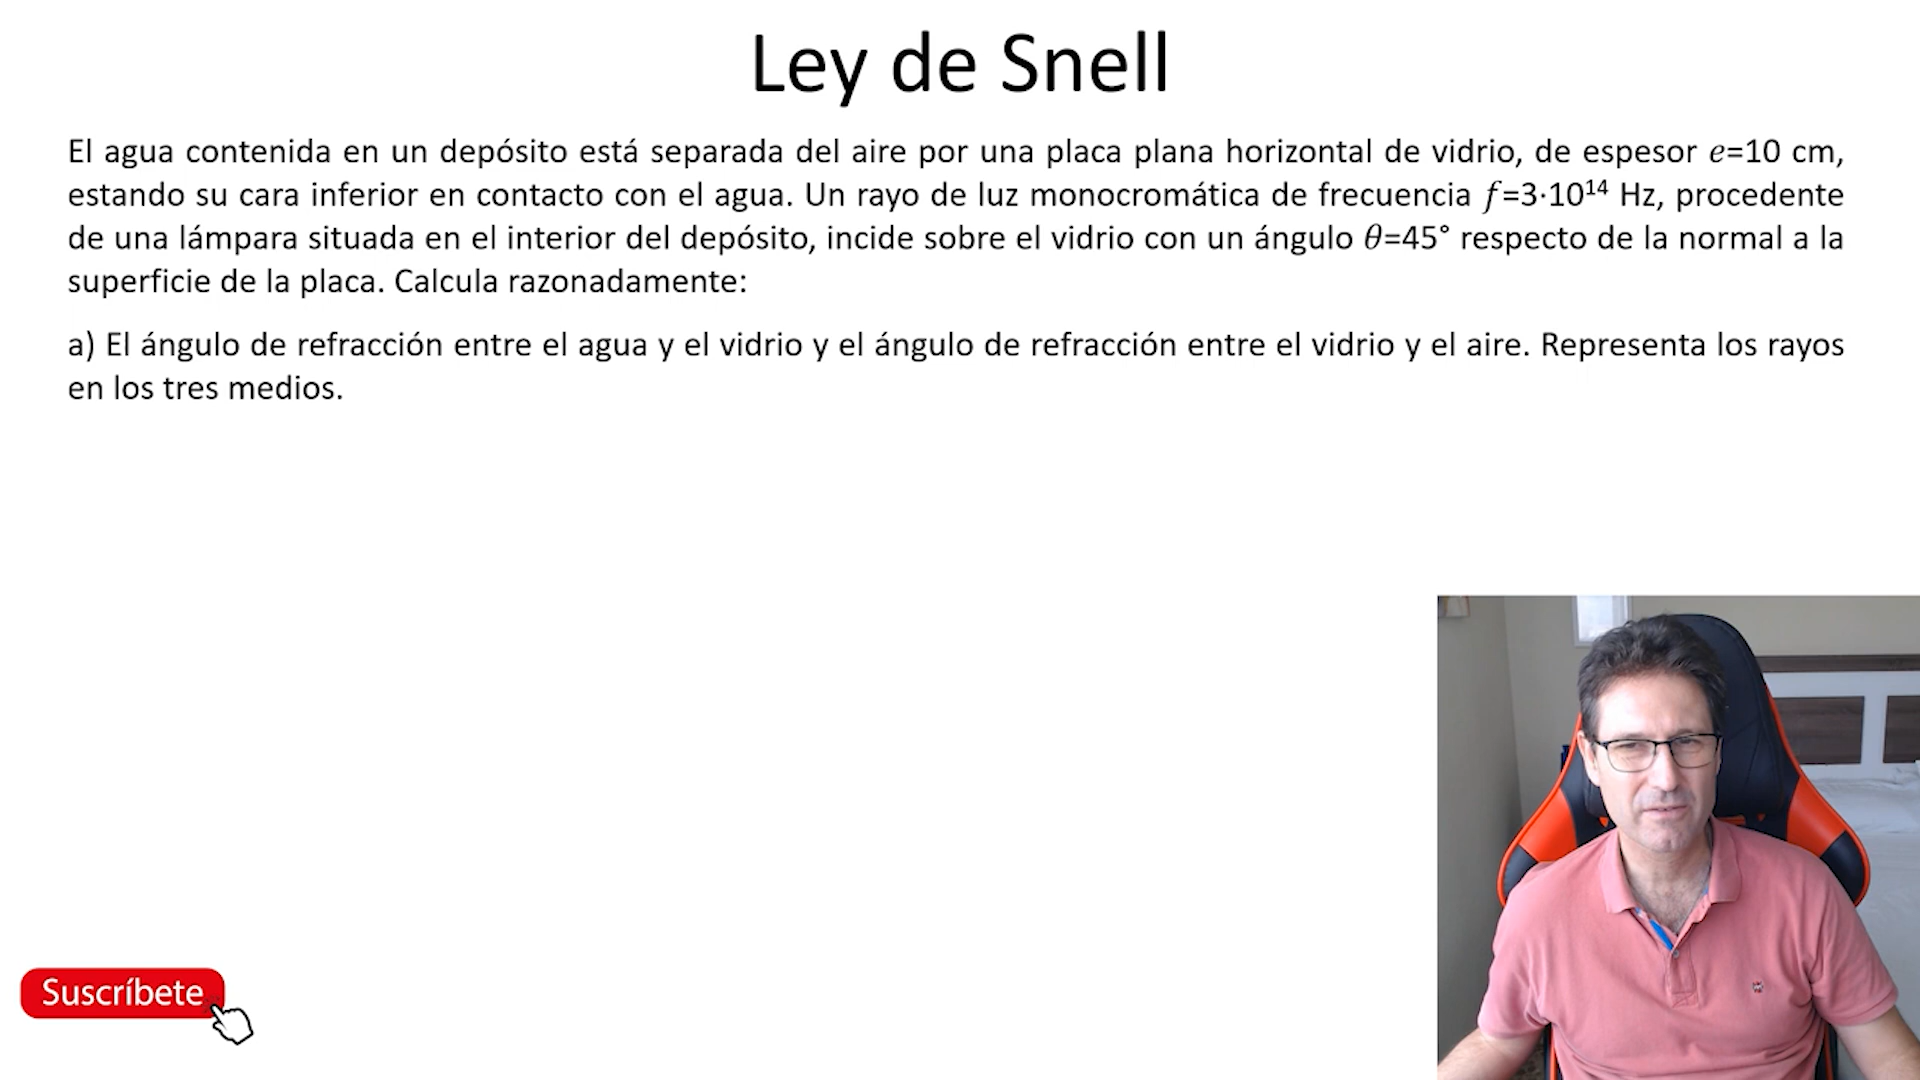 Ley de Snell
El agua contenida en un depósito está separada del aire por una placa plana horizontal de vidrio, de espesor e=10 cm,
estando su cara inferior en contacto con el agua. Un rayo de luz monocromática de frecuencia f=3·10¹⁴ Hz, procedente
de una lámpara situada en el interior del depósito, incide sobre el vidrio con un ángulo θ=45° respecto de la normal a la
superficie de la placa. Calcula razonadamente:
a) El ángulo de refracción entre el agua y el vidrio y el ángulo de refracción entre el vidrio y el aire. Representa los rayos
en los tres medios.
Suscríbete